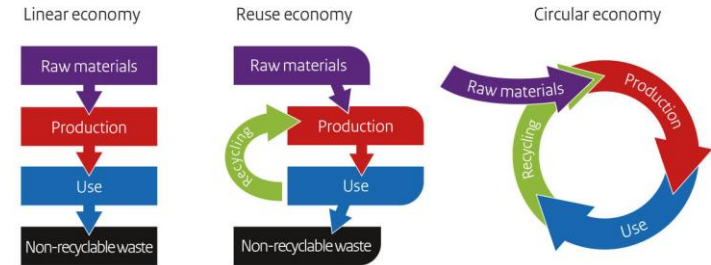 Linear economy
Raw materials
Production
Use
Non-recyclable waste
Reuse economy
Raw materials
Recycling
Production
Use
Non-recyclable waste
Circular economy
Raw materials
Production
Recycling
Use